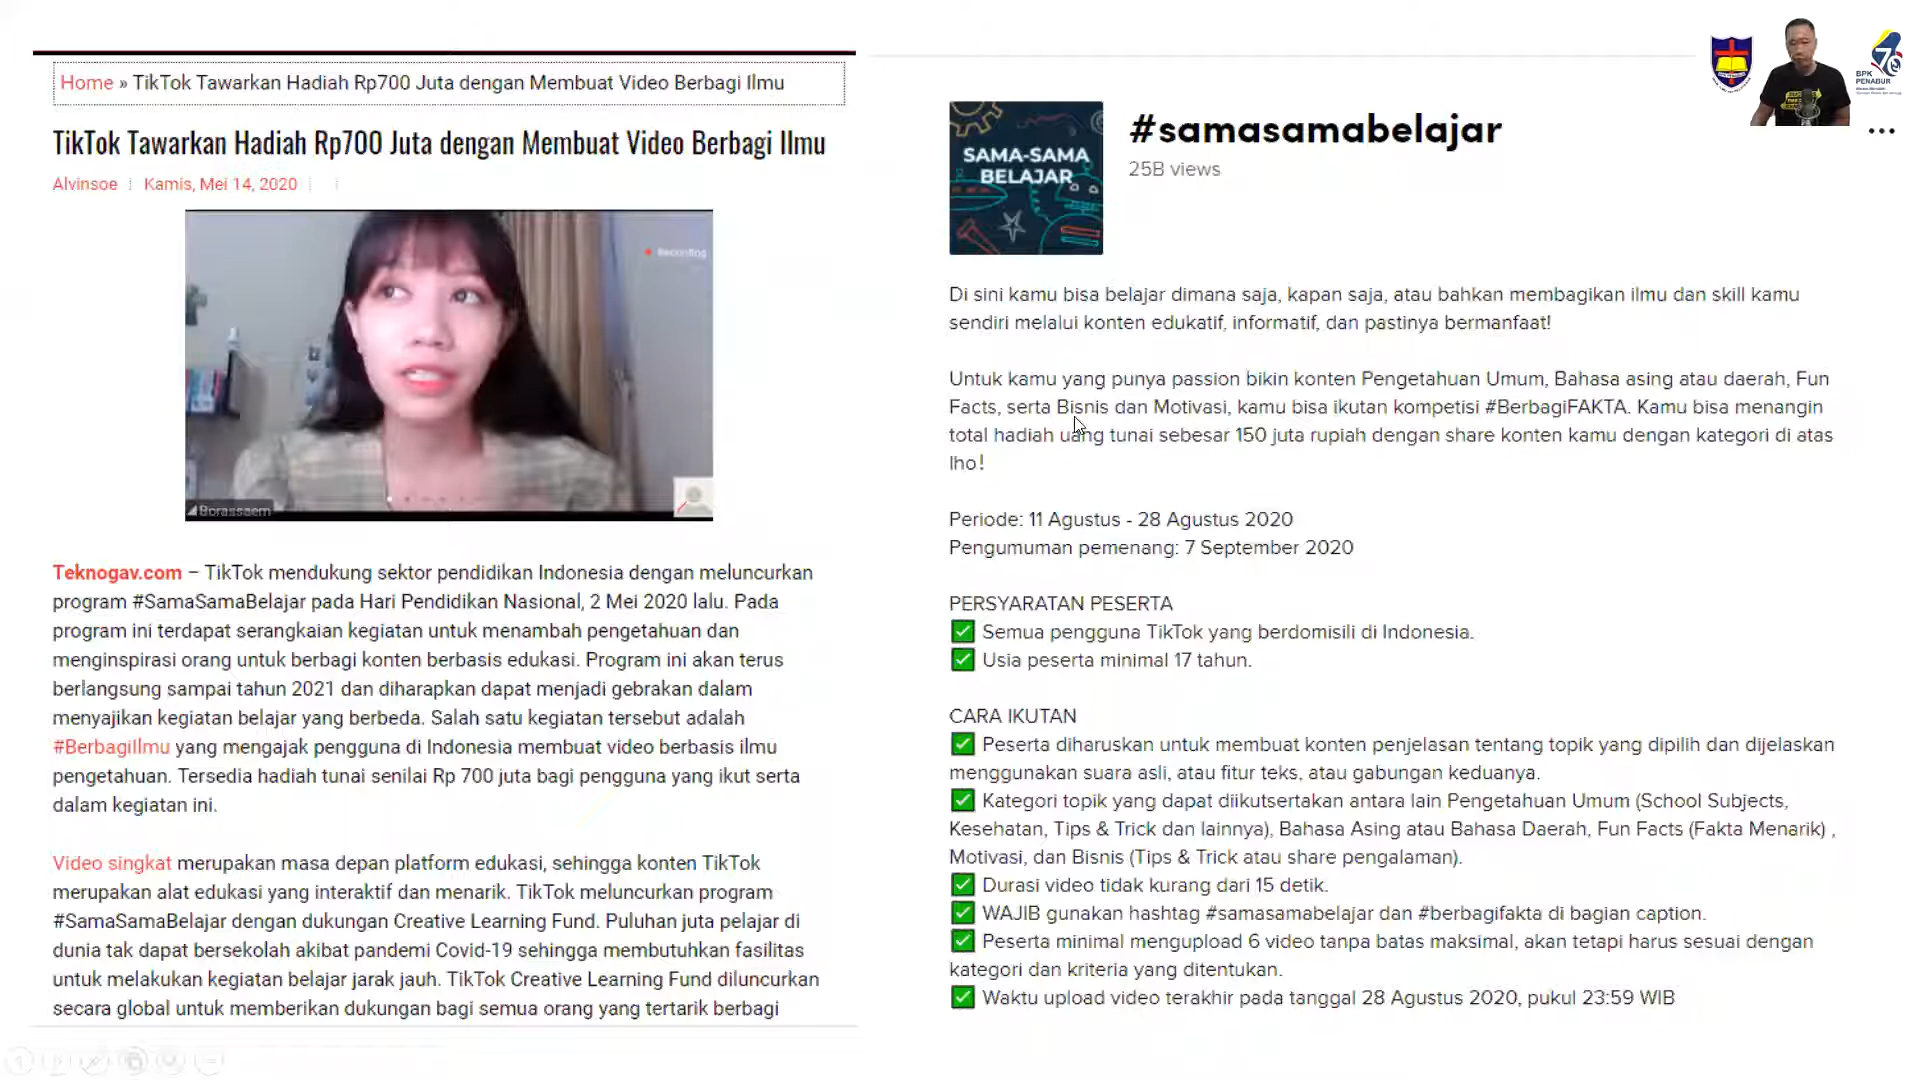 Home » TikTok Tawarkan Hadiah Rp700 Juta dengan Membuat Video Berbagi Ilmu
TikTok Tawarkan Hadiah Rp700 Juta dengan Membuat Video Berbagi Ilmu
Alvinsoe
Kamis, Mei 14, 2020
Recording
Borassaem
Teknogav.com – TikTok mendukung sektor pendidikan Indonesia dengan meluncurkan
program #SamaSamaBelajar pada Hari Pendidikan Nasional, 2 Mei 2020 lalu. Pada
program ini terdapat serangkaian kegiatan untuk menambah pengetahuan dan
menginspirasi orang untuk berbagi konten berbasis edukasi. Program ini akan terus
berlangsung sampai tahun 2021 dan diharapkan dapat menjadi gebrakan dalam
menyajikan kegiatan belajar yang berbeda. Salah satu kegiatan tersebut adalah
#BerbagiIlmu yang mengajak pengguna di Indonesia membuat video berbasis ilmu
pengetahuan. Tersedia hadiah tunai senilai Rp 700 juta bagi pengguna yang ikut serta
dalam kegiatan ini.
Video singkat merupakan masa depan platform edukasi, sehingga konten TikTok
merupakan alat edukasi yang interaktif dan menarik. TikTok meluncurkan program
#SamaSamaBelajar dengan dukungan Creative Learning Fund. Puluhan juta pelajar di
dunia tak dapat bersekolah akibat pandemi Covid-19 sehingga membutuhkan fasilitas
untuk melakukan kegiatan belajar jarak jauh. TikTok Creative Learning Fund diluncurkan
secara global untuk memberikan dukungan bagi semua orang yang tertarik berbagi
SAMA-SAMA
BELAJAR
#samasamabelajar
25B views
Di sini kamu bisa belajar dimana saja, kapan saja, atau bahkan membagikan ilmu dan skill kamu
sendiri melalui konten edukatif, informatif, dan pastinya bermanfaat!
Untuk kamu yang punya passion bikin konten Pengetahuan Umum, Bahasa asing atau daerah, Fun
Facts, serta Bisnis dan Motivasi, kamu bisa ikutan kompetisi #BerbagiFAKTA. Kamu bisa menangin
total hadiah uang tunai sebesar 150 juta rupiah dengan share konten kamu dengan kategori di atas
lho!
Periode: 11 Agustus - 28 Agustus 2020
Pengumuman pemenang: 7 September 2020
PERSYARATAN PESERTA
✅ Semua pengguna TikTok yang berdomisili di Indonesia.
✅ Usia peserta minimal 17 tahun.
CARA IKUTAN
✅ Peserta diharuskan untuk membuat konten penjelasan tentang topik yang dipilih dan dijelaskan
menggunakan suara asli, atau fitur teks, atau gabungan keduanya.
✅ Kategori topik yang dapat diikutsertakan antara lain Pengetahuan Umum (School Subjects,
Kesehatan, Tips & Trick dan lainnya), Bahasa Asing atau Bahasa Daerah, Fun Facts (Fakta Menarik) ,
Motivasi, dan Bisnis (Tips & Trick atau share pengalaman).
✅ Durasi video tidak kurang dari 15 detik.
✅ WAJIB gunakan hashtag #samasamabelajar dan #berbagifakta di bagian caption.
✅ Peserta minimal mengupload 6 video tanpa batas maksimal, akan tetapi harus sesuai dengan
kategori dan kriteria yang ditentukan.
✅ Waktu upload video terakhir pada tanggal 28 Agustus 2020, pukul 23:59 WIB
BPK
PENABUR